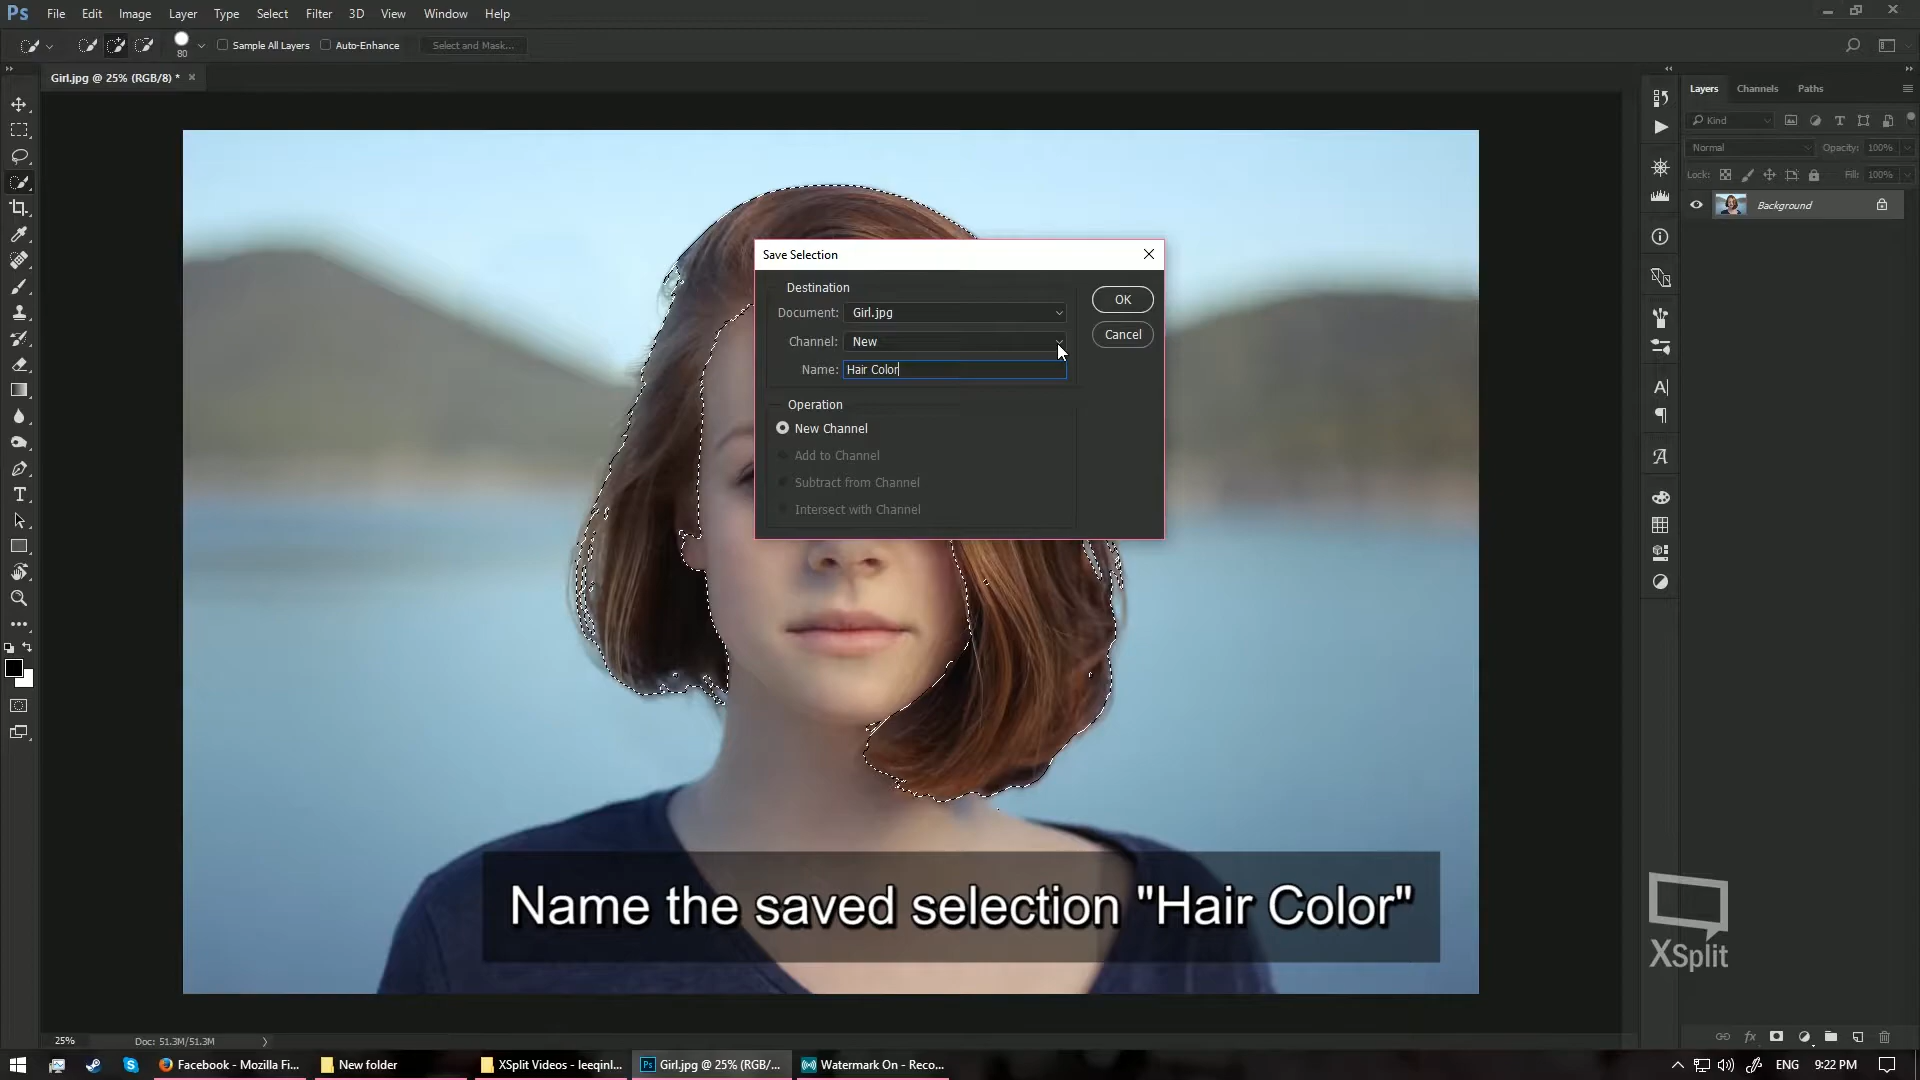 Ps File Edit Image Layer Type Select Filter 3D View Window Help
80 Sample All Layers Auto-Enhance Select and Mask...
Girl.jpg @ 25% (RGB/8) *
Layers Channels Paths
Kind
Normal Opacity: 100%
Lock: Fill: 100%
Background
Save Selection
Destination
Document: Girl.jpg
Channel: New
Name: Hair Color
OK
Cancel
Operation
New Channel
Add to Channel
Subtract from Channel
Intersect with Channel
Name the saved selection "Hair Color"
XSplit
25% Doc: 51.3M/51.3M
Facebook - Mozilla Fi... New folder XSplit Videos - leeqinl... Ps Girl.jpg @ 25% (RGB/... Watermark On - Reco... ENG 9:22 PM